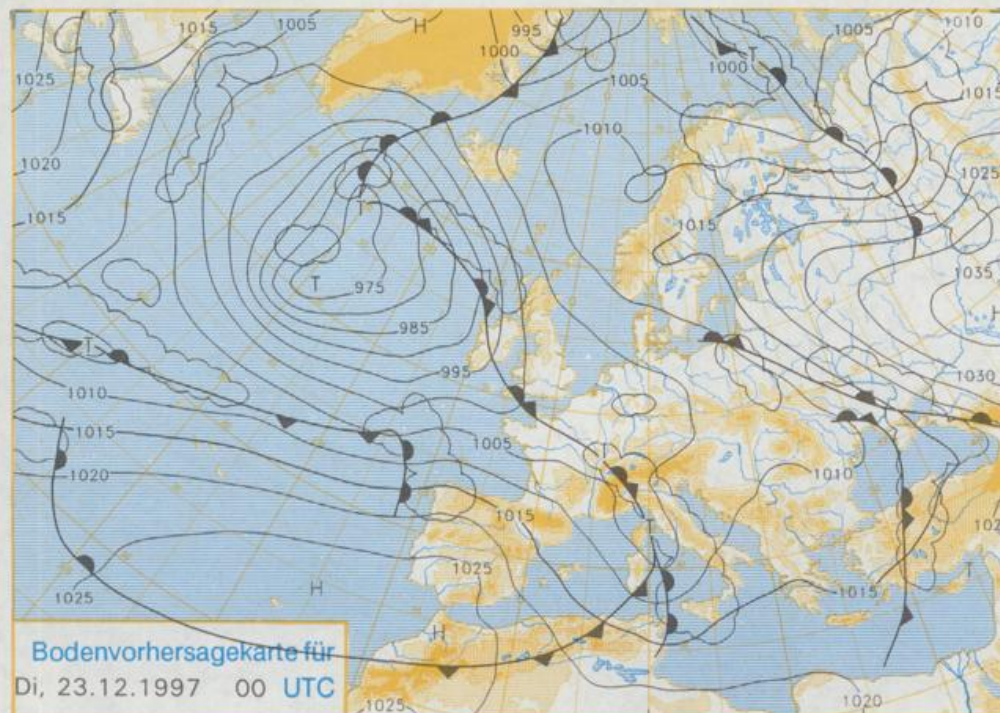 1015 1005 H 995 1000 1005 1010
1025 T 1000 1005 1015
1010
1020 1025
1015 T 1015
T 975 1035
985
T 995 1030
1010
1015 1005
1020 T 1010
1015 T
1025 1025 H 1015 T
H
Bodenvorhersagekarte für
Di, 23.12.1997 00 UTC
1025 1020